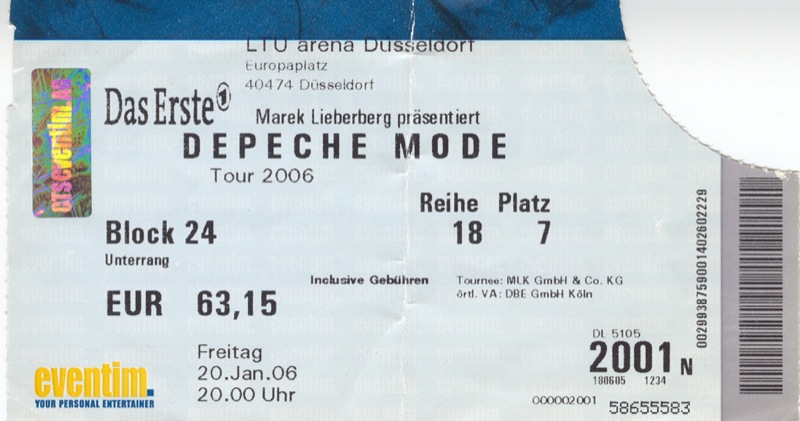 LTU arena Düsseldorf
Europaplatz
40474 Düsseldorf
Das Erste
Marek Lieberberg präsentiert
DEPECHE MODE
Tour 2006
Reihe Platz
Block 24 18 7
Unterrang
Inclusive Gebühren
Tournee: MLK GmbH & Co. KG
örtl. VA: DBE GmbH Köln
EUR 63,15
Freitag
20.Jan.06
20.00 Uhr
eventim.
YOUR PERSONAL ENTERTAINER
DL 5105
2001 N
180605 1234
000002001 58655583
00299387590001402602229